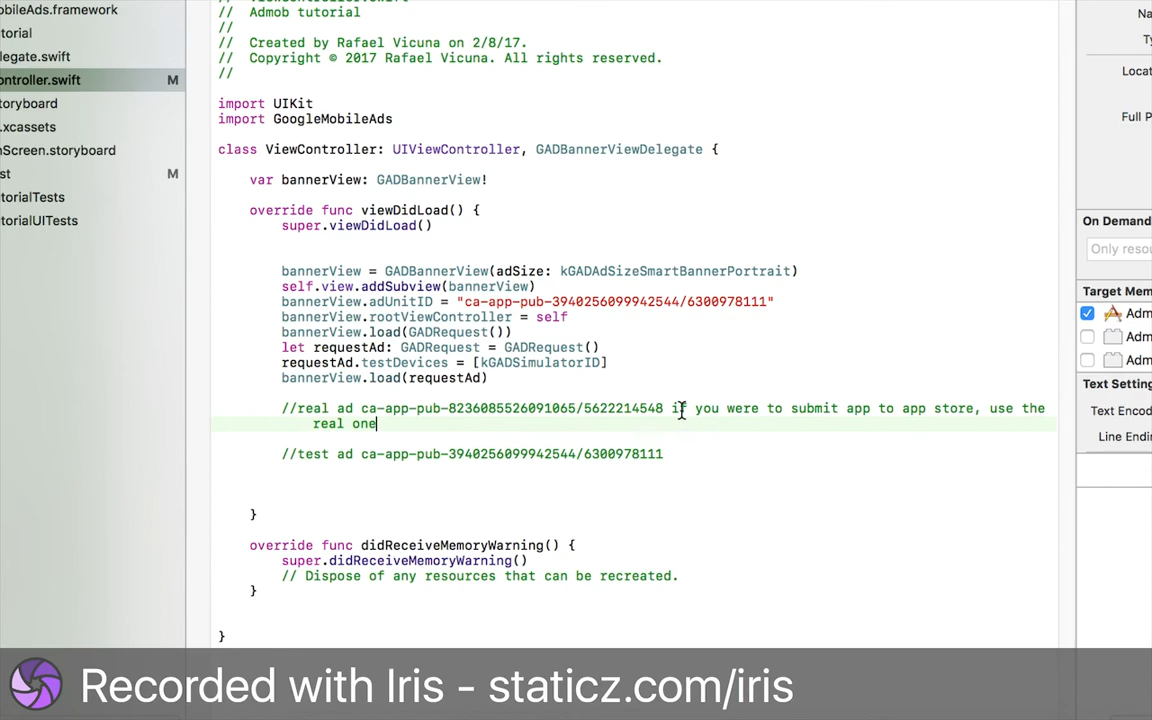 obileAds.framework
torial
legate.swift
ontroller.swift M
toryboard
.xcassets
nScreen.storyboard
st M
torialTests
torialUITests
// Admob tutorial
//
// Created by Rafael Vicuna on 2/8/17.
// Copyright © 2017 Rafael Vicuna. All rights reserved.
//
import UIKit
import GoogleMobileAds
class ViewController: UIViewController, GADBannerViewDelegate {
var bannerView: GADBannerView!
override func viewDidLoad() {
super.viewDidLoad()
bannerView = GADBannerView(adSize: kGADAdSizeSmartBannerPortrait)
self.view.addSubview(bannerView)
bannerView.adUnitID = "ca-app-pub-3940256099942544/6300978111"
bannerView.rootViewController = self
bannerView.load(GADRequest())
let requestAd: GADRequest = GADRequest()
requestAd.testDevices = [kGADSimulatorID]
bannerView.load(requestAd)
//real ad ca-app-pub-8236085526091065/5622214548 if you were to submit app to app store, use the
real one
//test ad ca-app-pub-3940256099942544/6300978111
}
override func didReceiveMemoryWarning() {
super.didReceiveMemoryWarning()
// Dispose of any resources that can be recreated.
}
}
Na
Ty
Locat
Full P
On Demand
Only resou
Target Mem
Adm
Adm
Adm
Text Setting
Text Encod
Line Endin
Recorded with Iris - staticz.com/iris